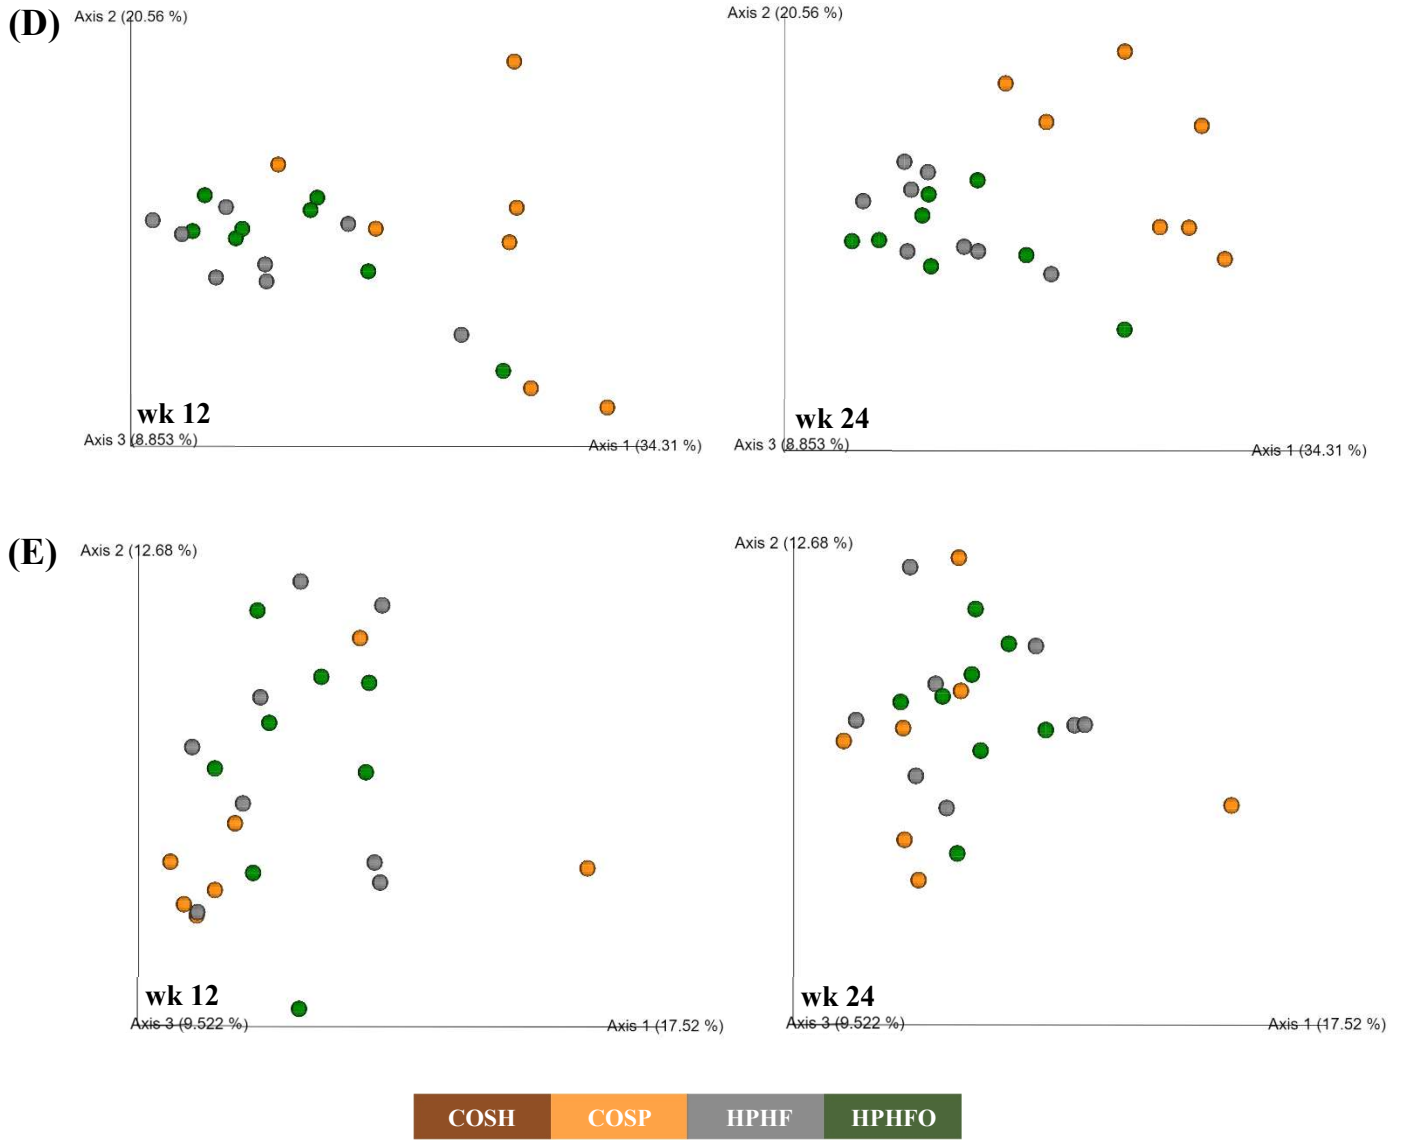 (D)
Axis 2 (20.56 %)
Axis 2 (20.56 %)
wk 12
wk 24
Axis 3 (8.853 %)
Axis 1 (34.31 %)
Axis 3 (8.853 %)
Axis 1 (34.31 %)
(E)
Axis 2 (12.68 %)
Axis 2 (12.68 %)
wk 12
wk 24
Axis 3 (9.522 %)
Axis 1 (17.52 %)
Axis 3 (9.522 %)
Axis 1 (17.52 %)
COSH COSP HPHF HPHFO